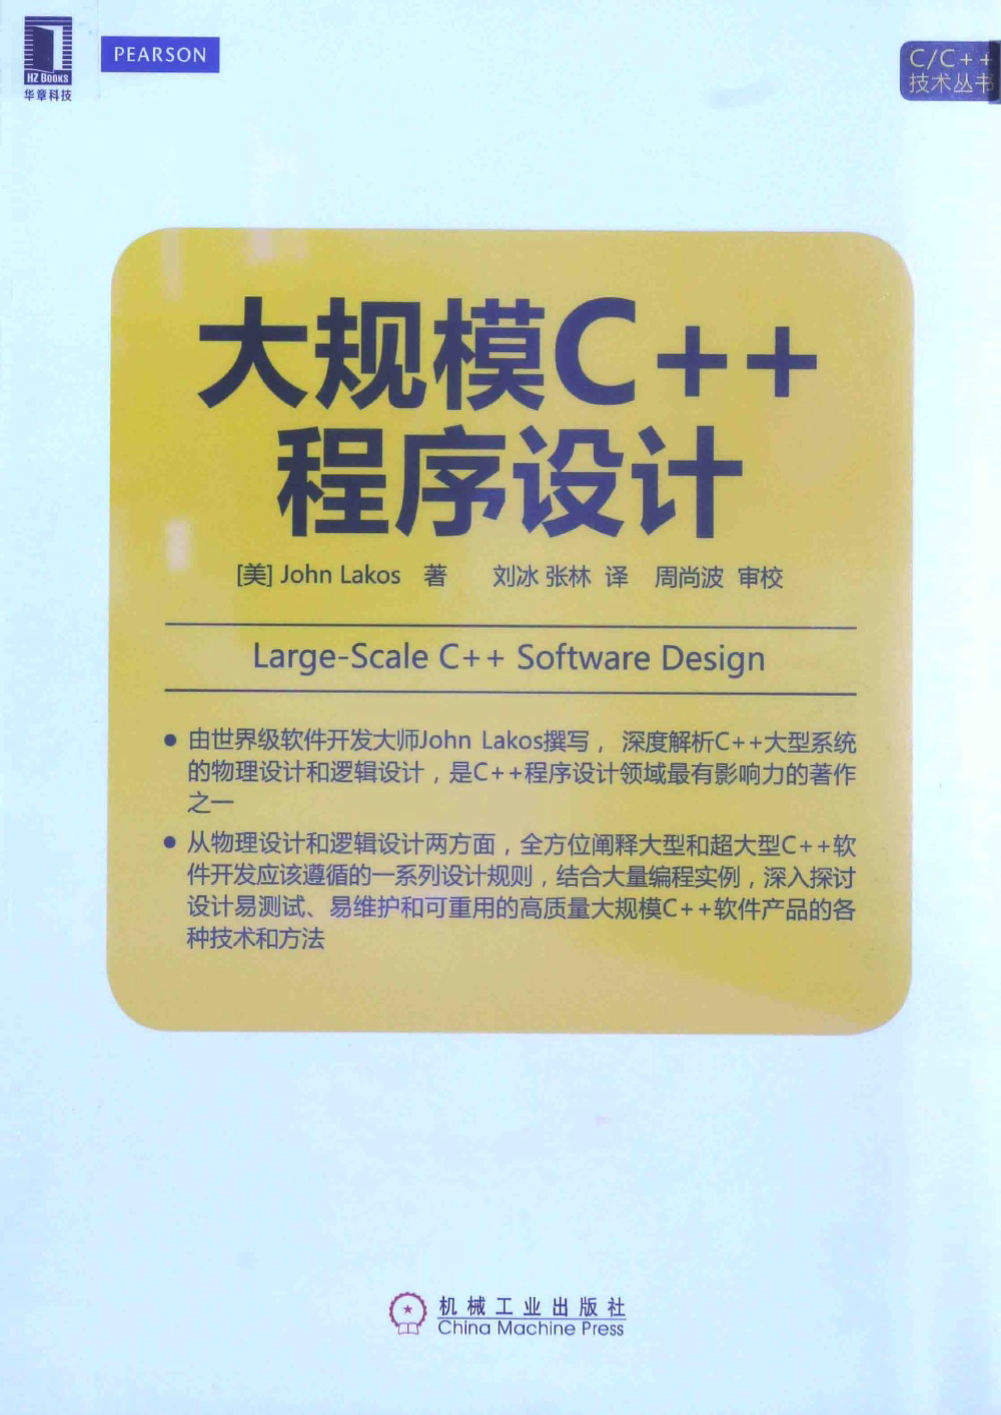 HZ BOOKS
华章科技
PEARSON
C/C++
技术丛书
大规模C++
程序设计
[美] John Lakos 著 刘冰 张林 译 周尚波 审校
Large-Scale C++ Software Design
● 由世界级软件开发大师John Lakos撰写， 深度解析C++大型系统
的物理设计和逻辑设计，是C++程序设计领域最有影响力的著作
之一
● 从物理设计和逻辑设计两方面，全方位阐释大型和超大型C++软
件开发应该遵循的一系列设计规则，结合大量编程实例，深入探讨
设计易测试、易维护和可重用的高质量大规模C++软件产品的各
种技术和方法
机械工业出版社
China Machine Press